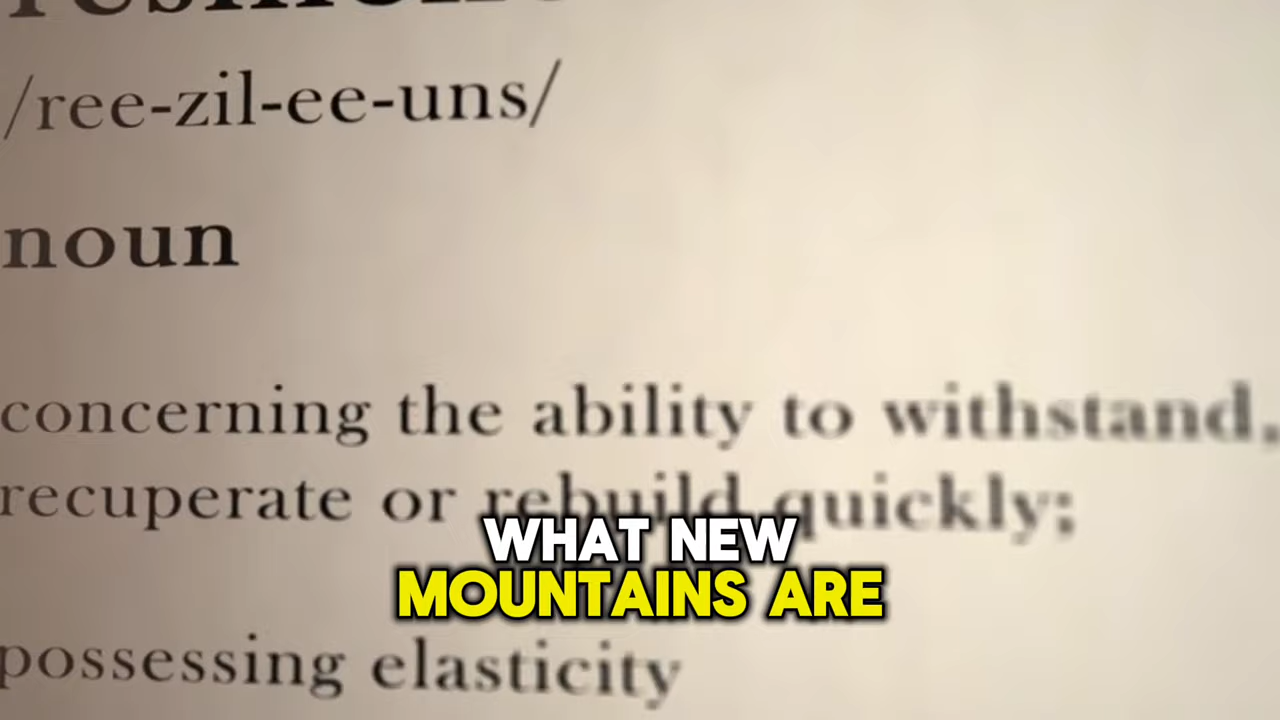 /ree-zil-ee-uns/
noun
concerning the ability to withstand,
recuperate or rebuild quickly;
WHAT NEW
MOUNTAINS ARE
possessing elasticity